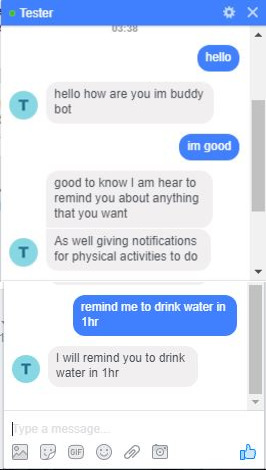 Tester
03:38
hello
hello how are you im buddy
bot
im good
good to know I am hear to
remind you about anything
that you want
As well giving notifications
for physical activities to do
remind me to drink water in
1hr
I will remind you to drink
water in 1hr
Type a message...
GIF